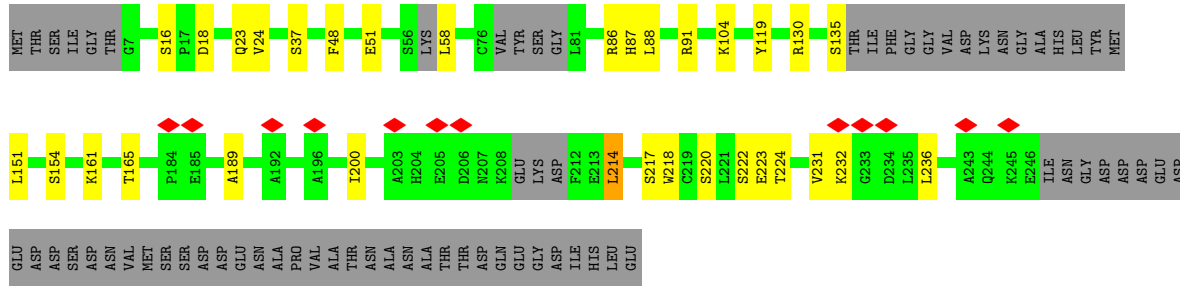 MET THR SER ILE GLY THR G7 S16 P17 D18 Q23 V24 S37 F48 E51 S56 LYS L58 C76 VAL TYR SER GLY L81 R86 H87 L88 R91 K104 Y119 R130 S135 THR ILE PHE GLY GLY VAL ASP LYS ASN GLY ALA HIS LEU TYR MET
L151 S154 K161 T165 P184 E185 A189 A192 A196 I200 A203 H204 E205 D206 N207 K208 GLU LYS ASP F212 E213 L214 S217 W218 C219 S220 L221 S222 E223 T224 V231 K232 G233 D234 L235 L236 A243 Q244 K245 E246 ILE ASN GLY ASP ASP ASP GLU ASP
GLU ASP ASP SER ASP ASN VAL MET SER SER ASP ASP GLU ASN ALA PRO VAL ALA THR ASN ALA ASN ALA THR THR ASP GLN GLU GLY ASP ILE HIS LEU GLU